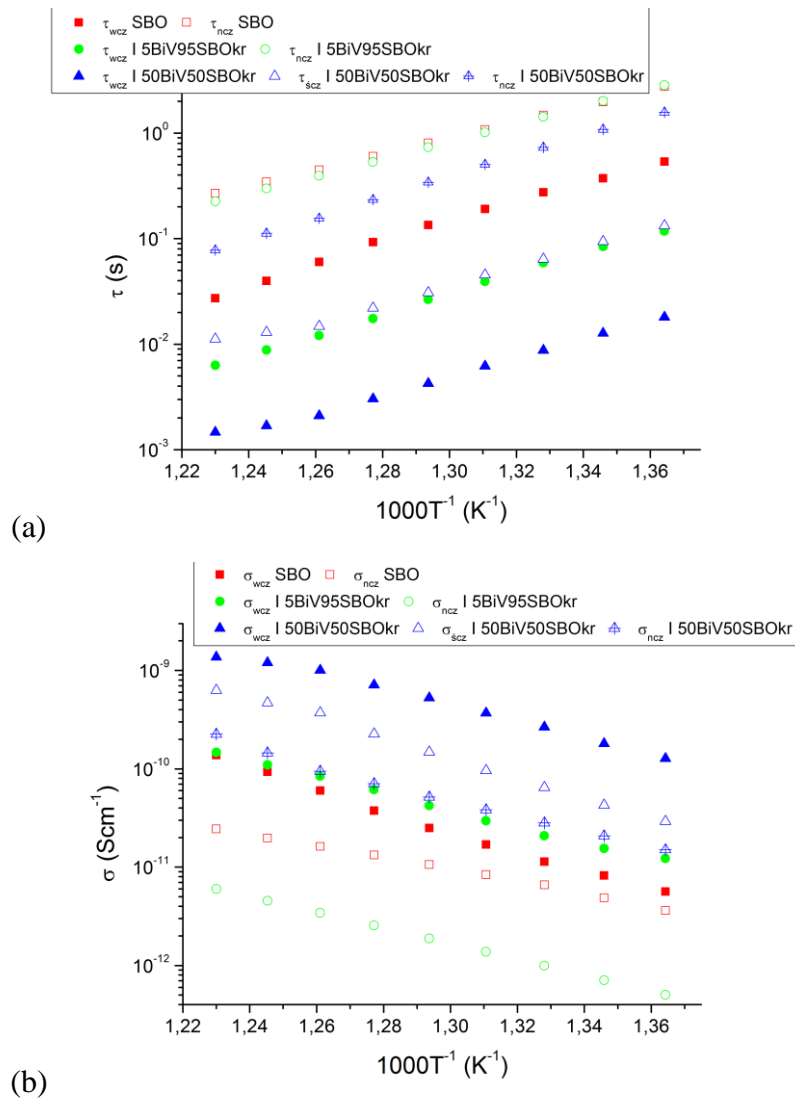 τwcz SBO τncz SBO
τwcz I 5BiV95SBOkr τncz I 5BiV95SBOkr
τwcz I 50BiV50SBOkr τścz I 50BiV50SBOkr τncz I 50BiV50SBOkr
10^0
10^-1
10^-2
10^-3
τ (s)
1,22 1,24 1,26 1,28 1,30 1,32 1,34 1,36
1000T^-1 (K^-1)
(a)
σwcz SBO σncz SBO
σwcz I 5BiV95SBOkr σncz I 5BiV95SBOkr
σwcz I 50BiV50SBOkr σścz I 50BiV50SBOkr σncz I 50BiV50SBOkr
10^-9
10^-10
10^-11
10^-12
σ (Scm^-1)
1,22 1,24 1,26 1,28 1,30 1,32 1,34 1,36
1000T^-1 (K^-1)
(b)